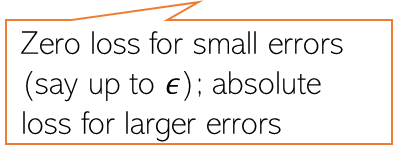 Zero loss for small errors
(say up to ϵ); absolute
loss for larger errors